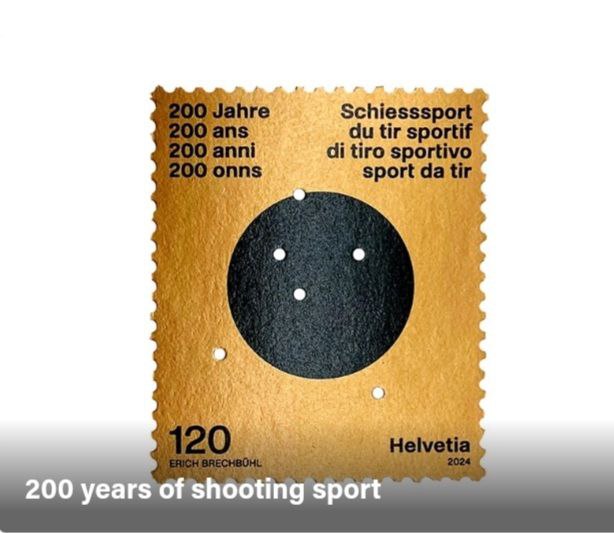 200 Jahre
200 ans
200 anni
200 onns
Schiesssport
du tir sportif
di tiro sportivo
sport da tir
120
ERICH BRECHBÜHL
Helvetia
2024
200 years of shooting sport